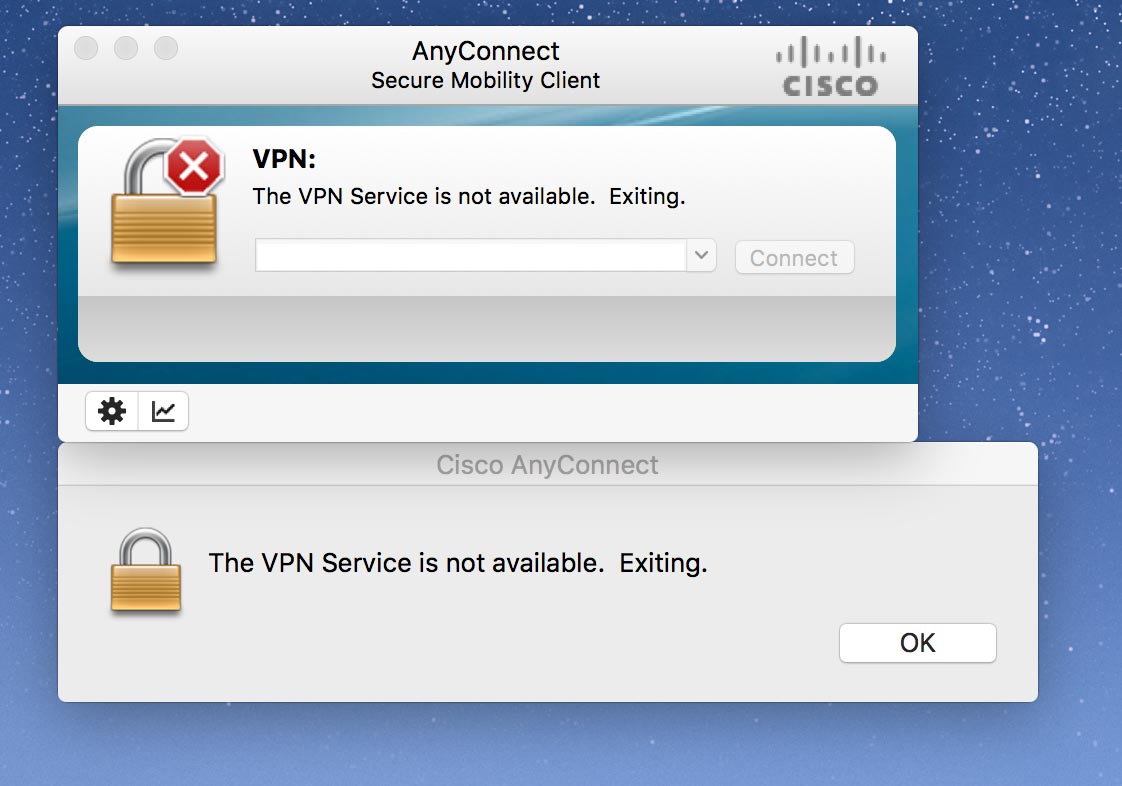 AnyConnect
Secure Mobility Client
CISCO
VPN:
The VPN Service is not available.  Exiting.
Connect
Cisco AnyConnect
The VPN Service is not available.  Exiting.
OK